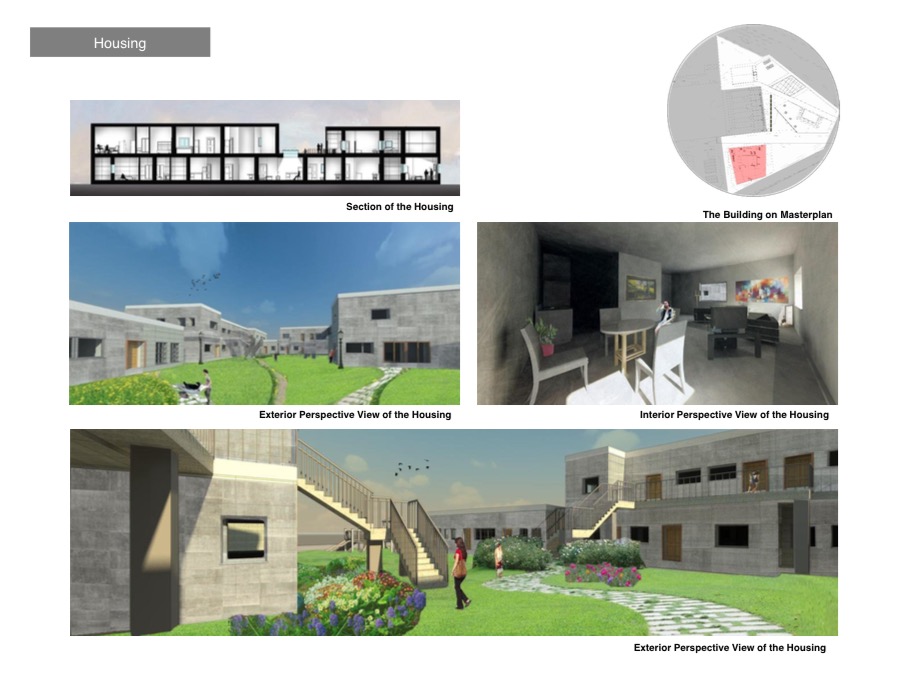 Housing
Section of the Housing
The Building on Masterplan
Exterior Perspective View of the Housing
Interior Perspective View of the Housing
Exterior Perspective View of the Housing